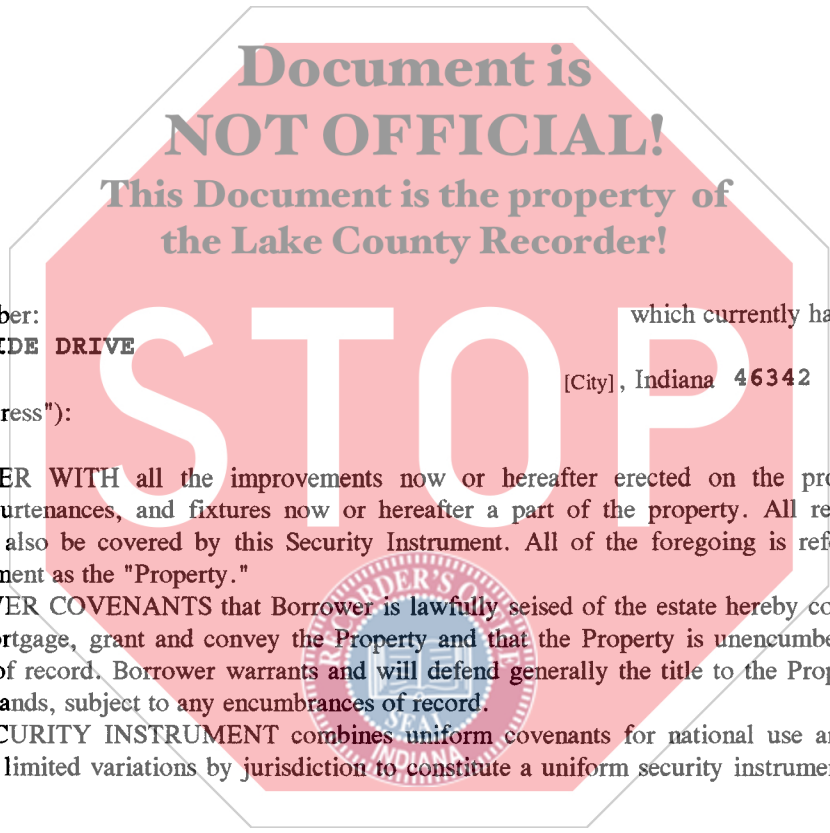 Document is
NOT OFFICIAL!
This Document is the property of
the Lake County Recorder!
STOP
ber: which currently ha
IDE DRIVE
[City], Indiana 46342
ress"):
ER WITH all the improvements now or hereafter erected on the pro
urtenances, and fixtures now or hereafter a part of the property. All re
also be covered by this Security Instrument. All of the foregoing is refe
ment as the "Property."
VER COVENANTS that Borrower is lawfully seised of the estate hereby co
ortgage, grant and convey the Property and that the Property is unencumbe
of record. Borrower warrants and will defend generally the title to the Prop
ands, subject to any encumbrances of record.
CURITY INSTRUMENT combines uniform covenants for national use an
limited variations by jurisdiction to constitute a uniform security instrume
RECORDER'S OFFICE
SEAL
INDIANA